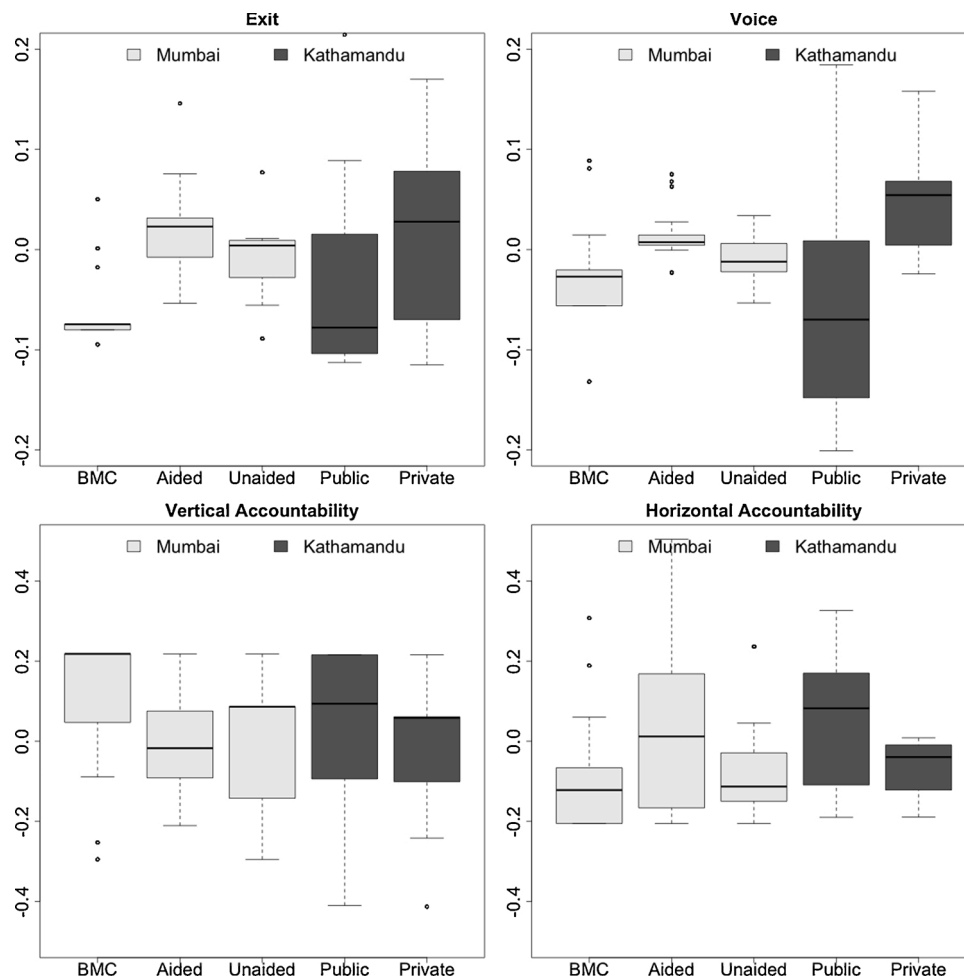 Exit
Mumbai Kathamandu
0.2
0.1
0.0
-0.1
-0.2
BMC Aided Unaided Public Private
Voice
Mumbai Kathamandu
0.2
0.1
0.0
-0.1
-0.2
BMC Aided Unaided Public Private
Vertical Accountability
Mumbai Kathamandu
0.4
0.2
0.0
-0.2
-0.4
BMC Aided Unaided Public Private
Horizontal Accountability
Mumbai Kathamandu
0.4
0.2
0.0
-0.2
-0.4
BMC Aided Unaided Public Private